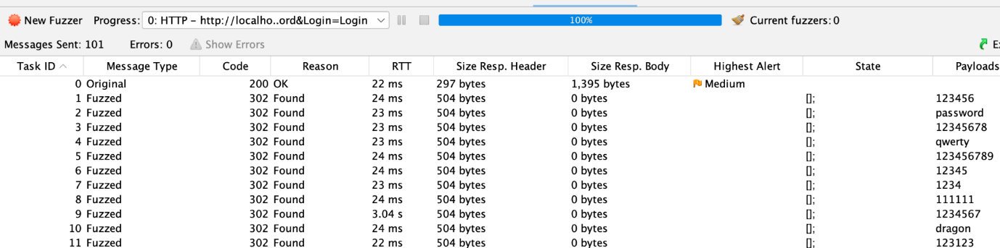 New Fuzzer Progress: 0: HTTP – http://localho..ord&Login=Login 100% Current fuzzers: 0
Messages Sent: 101 Errors: 0 Show Errors
Task ID Message Type Code Reason RTT Size Resp. Header Size Resp. Body Highest Alert State Payloads
0 Original 200 OK 22 ms 297 bytes 1,395 bytes Medium
1 Fuzzed 302 Found 24 ms 504 bytes 0 bytes []; 123456
2 Fuzzed 302 Found 23 ms 504 bytes 0 bytes []; password
3 Fuzzed 302 Found 23 ms 504 bytes 0 bytes []; 12345678
4 Fuzzed 302 Found 23 ms 504 bytes 0 bytes []; qwerty
5 Fuzzed 302 Found 24 ms 504 bytes 0 bytes []; 123456789
6 Fuzzed 302 Found 24 ms 504 bytes 0 bytes []; 12345
7 Fuzzed 302 Found 23 ms 504 bytes 0 bytes []; 1234
8 Fuzzed 302 Found 24 ms 504 bytes 0 bytes []; 111111
9 Fuzzed 302 Found 3.04 s 504 bytes 0 bytes []; 1234567
10 Fuzzed 302 Found 24 ms 504 bytes 0 bytes []; dragon
11 Fuzzed 302 Found 22 ms 504 bytes 0 bytes []; 123123